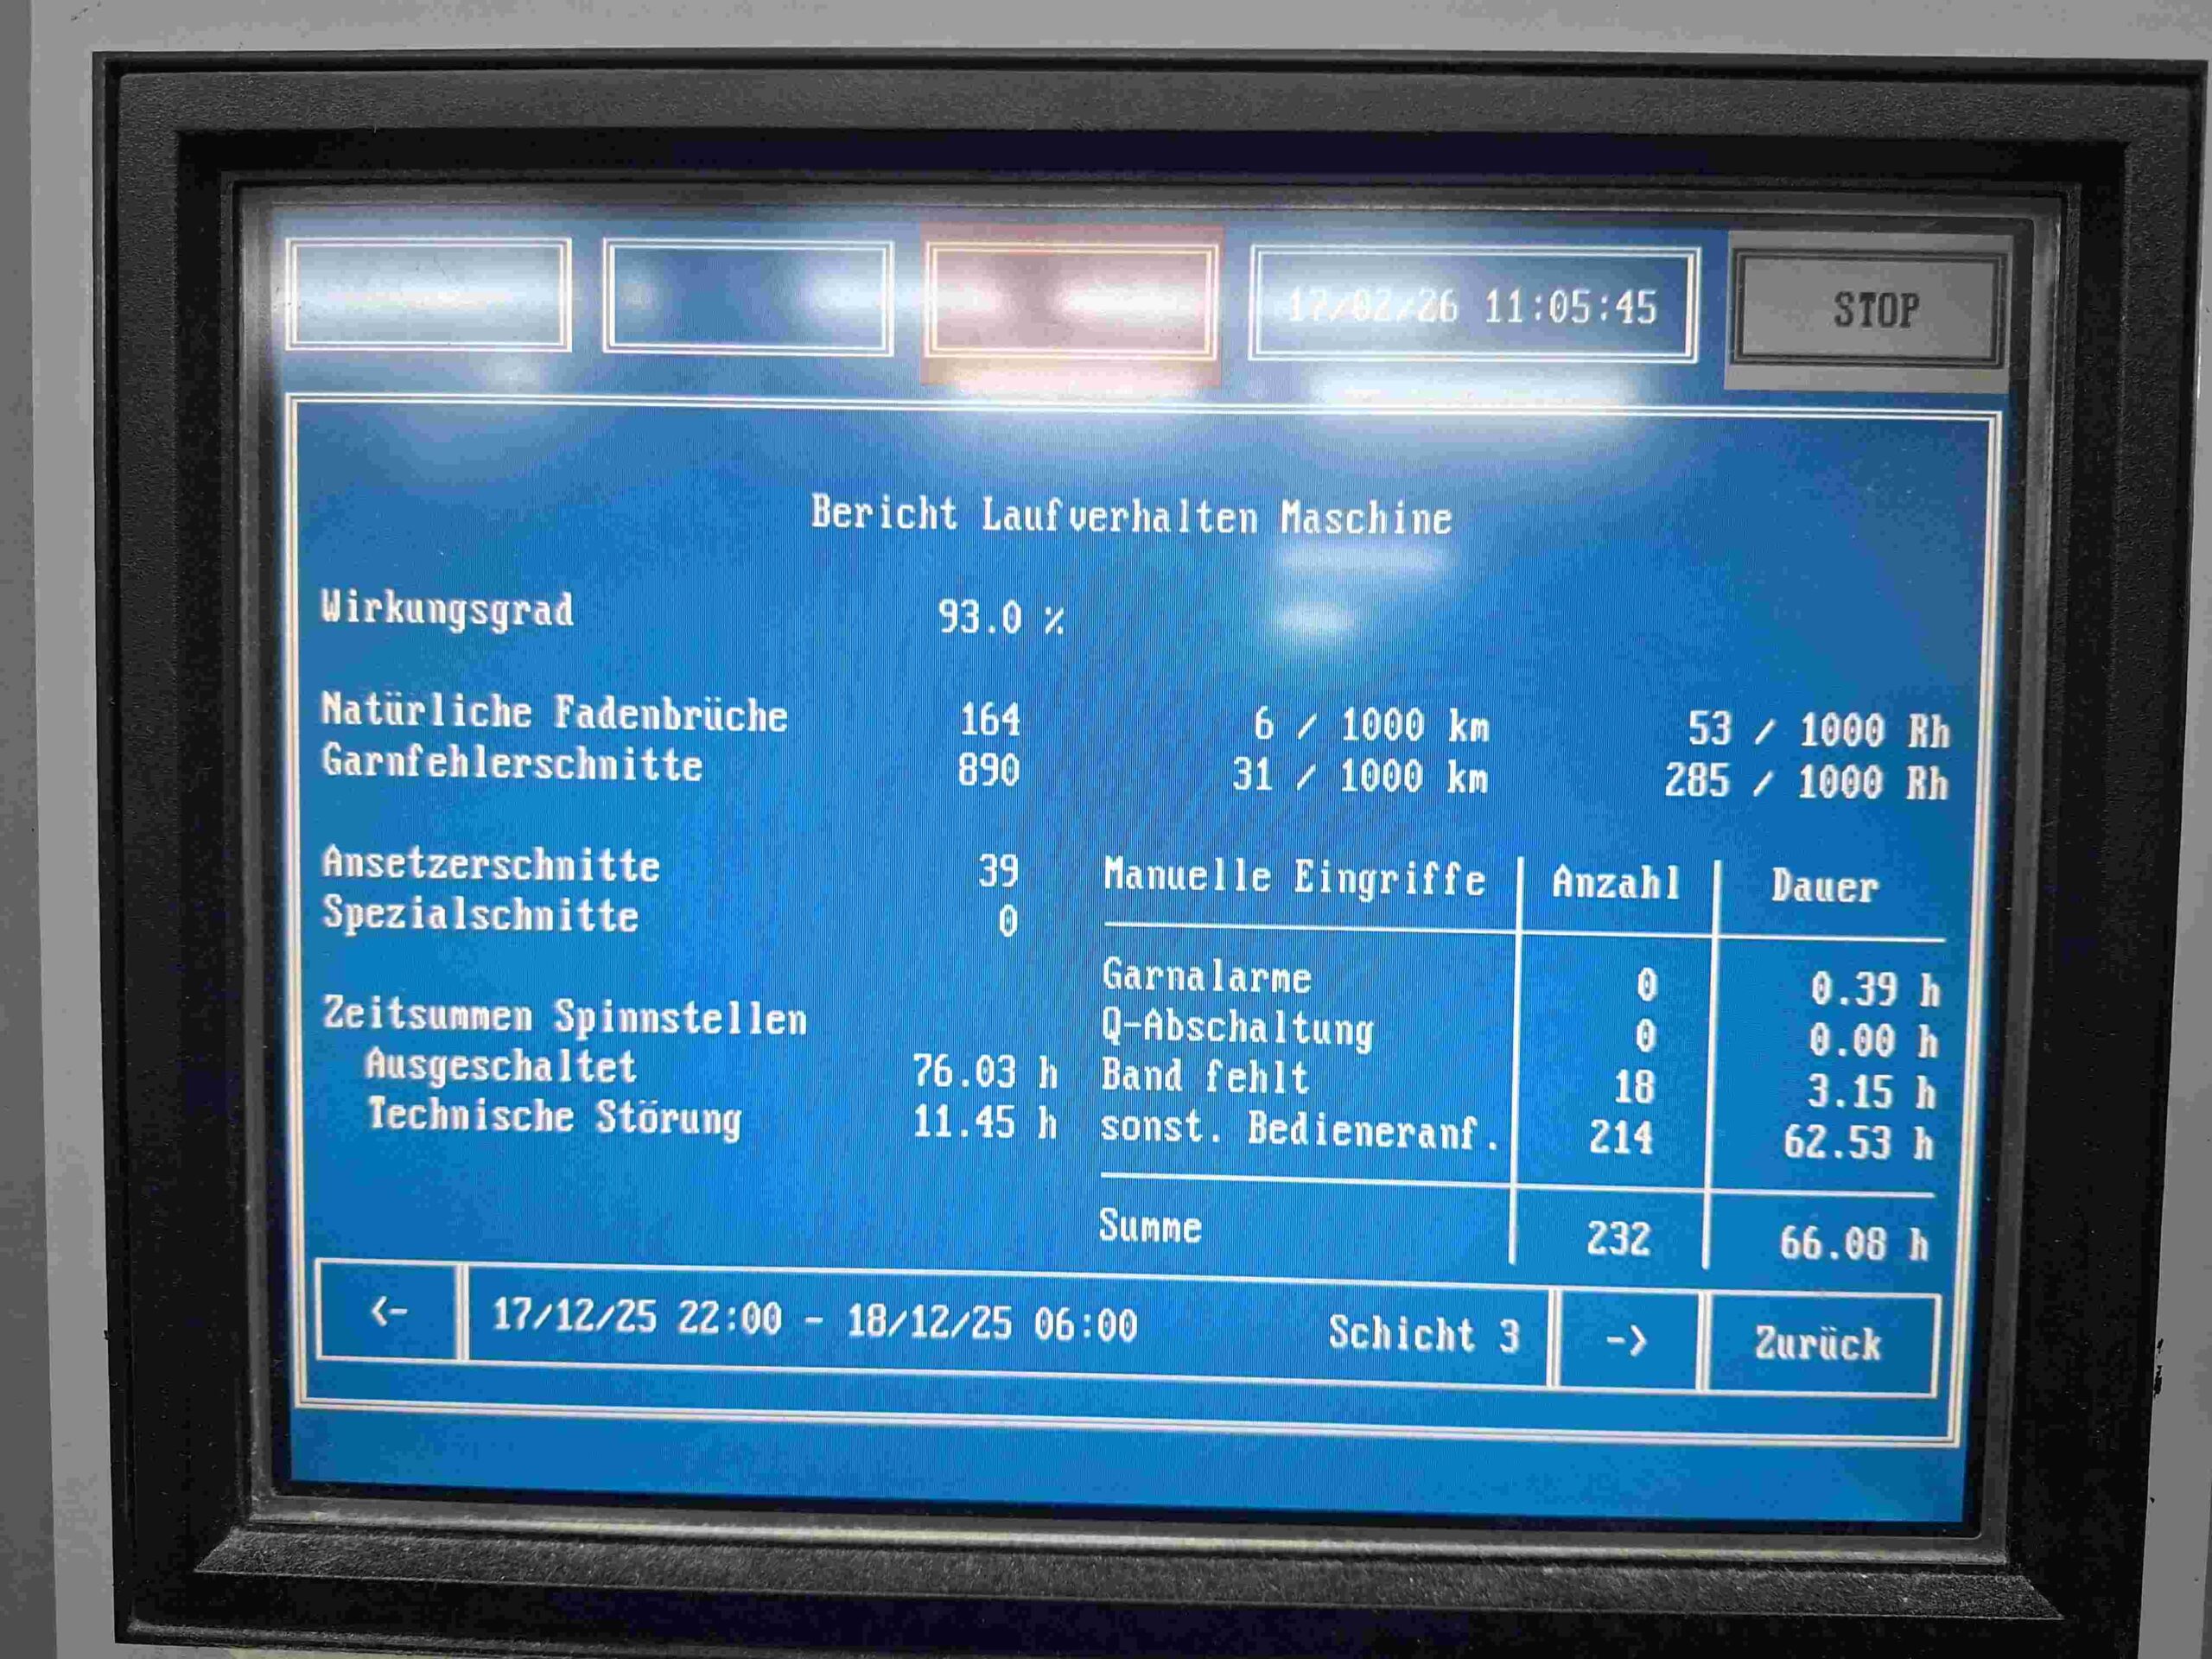 17/02/26 11:05:45 STOP
Bericht Laufverhalten Maschine
Wirkungsgrad 93.0 %
Natürliche Fadenbrüche 164 6 / 1000 km 53 / 1000 Rh
Garnfehlerschnitte 890 31 / 1000 km 285 / 1000 Rh
Ansetzerschnitte 39
Spezialschnitte 0
Zeitsummen Spinnstellen
Ausgeschaltet 76.03 h
Technische Störung 11.45 h
Manuelle Eingriffe Anzahl Dauer
Garnalarme 0 0.39 h
Q-Abschaltung 0 0.00 h
Band fehlt 18 3.15 h
sonst. Bedieneranf. 214 62.53 h
Summe 232 66.08 h
<- 17/12/25 22:00 - 18/12/25 06:00 Schicht 3 -> Zurück